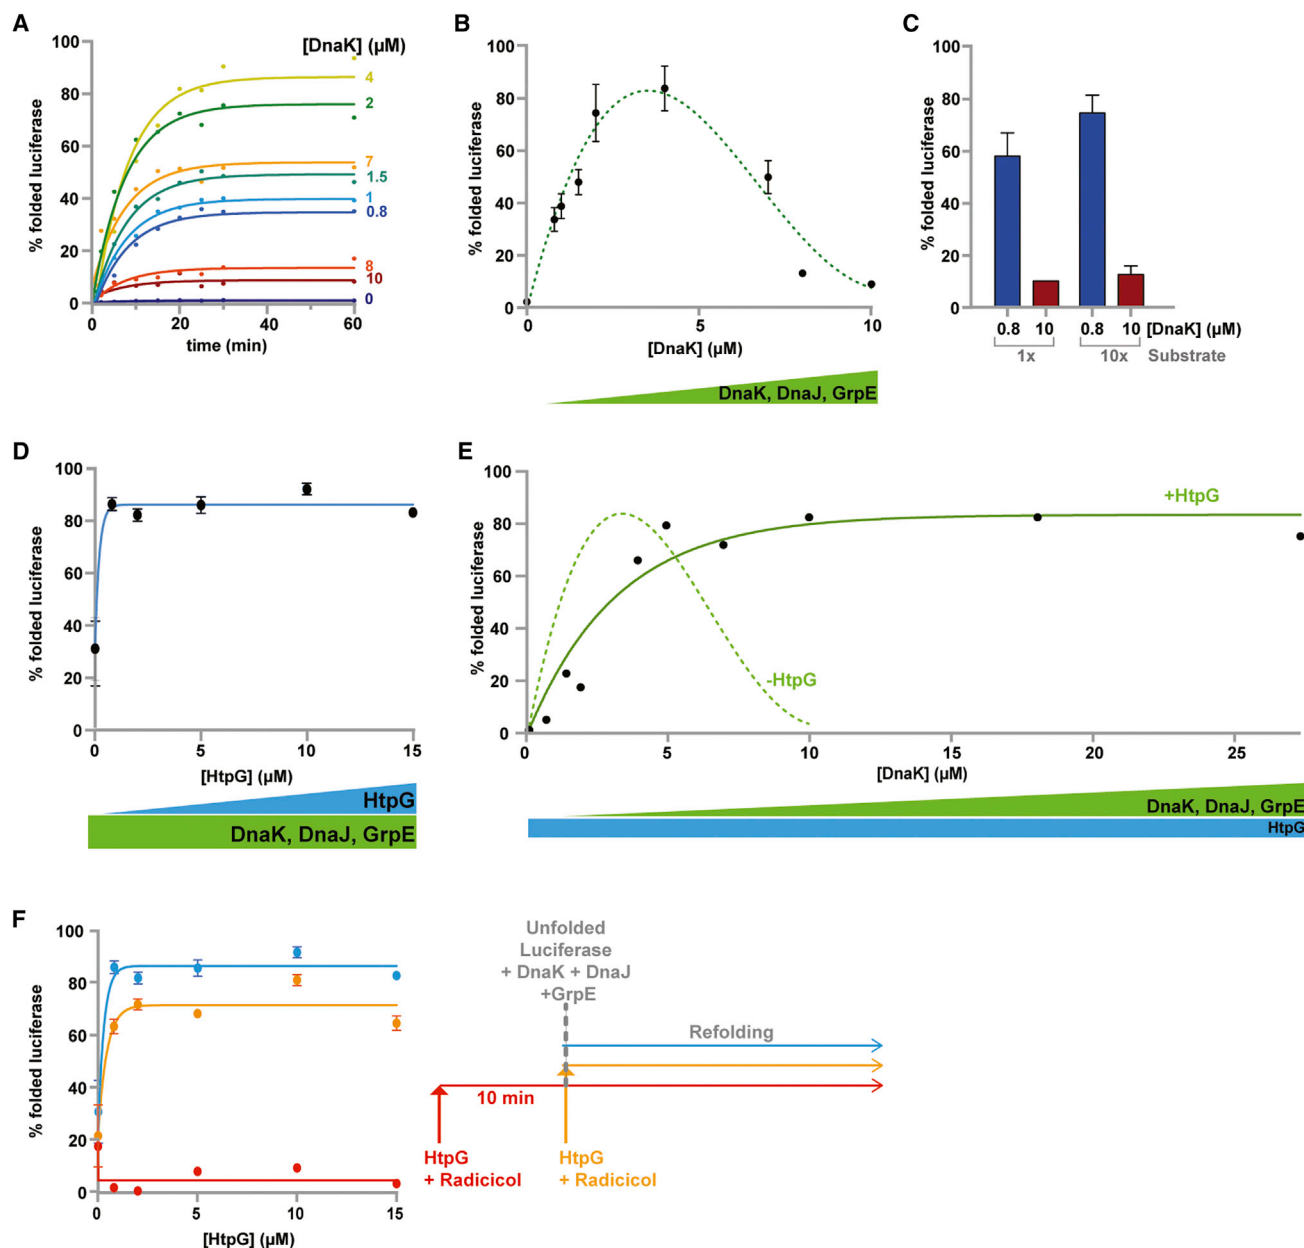 A
[DnaK] (µM)
100
80
60
40
20
0
% folded luciferase
4
2
7
1.5
1
0.8
8
10
0
0
20
40
60
time (min)
B
100
80
60
40
20
0
% folded luciferase
0
5
10
[DnaK] (µM)
DnaK, DnaJ, GrpE
C
100
80
60
40
20
0
% folded luciferase
0.8 10 0.8 10 [DnaK] (µM)
1x 10x Substrate
D
100
80
60
40
20
0
% folded luciferase
0 5 10 15
[HtpG] (µM)
HtpG
DnaK, DnaJ, GrpE
E
100
80
60
40
20
0
% folded luciferase
+HtpG
-HtpG
0 5 10 15 20 25
[DnaK] (µM)
DnaK, DnaJ, GrpE
HtpG
F
100
80
60
40
20
0
% folded luciferase
0 5 10 15
[HtpG] (µM)
Unfolded
Luciferase
+ DnaK + DnaJ
+GrpE
Refolding
10 min
HtpG
+ Radicicol
HtpG
+ Radicicol